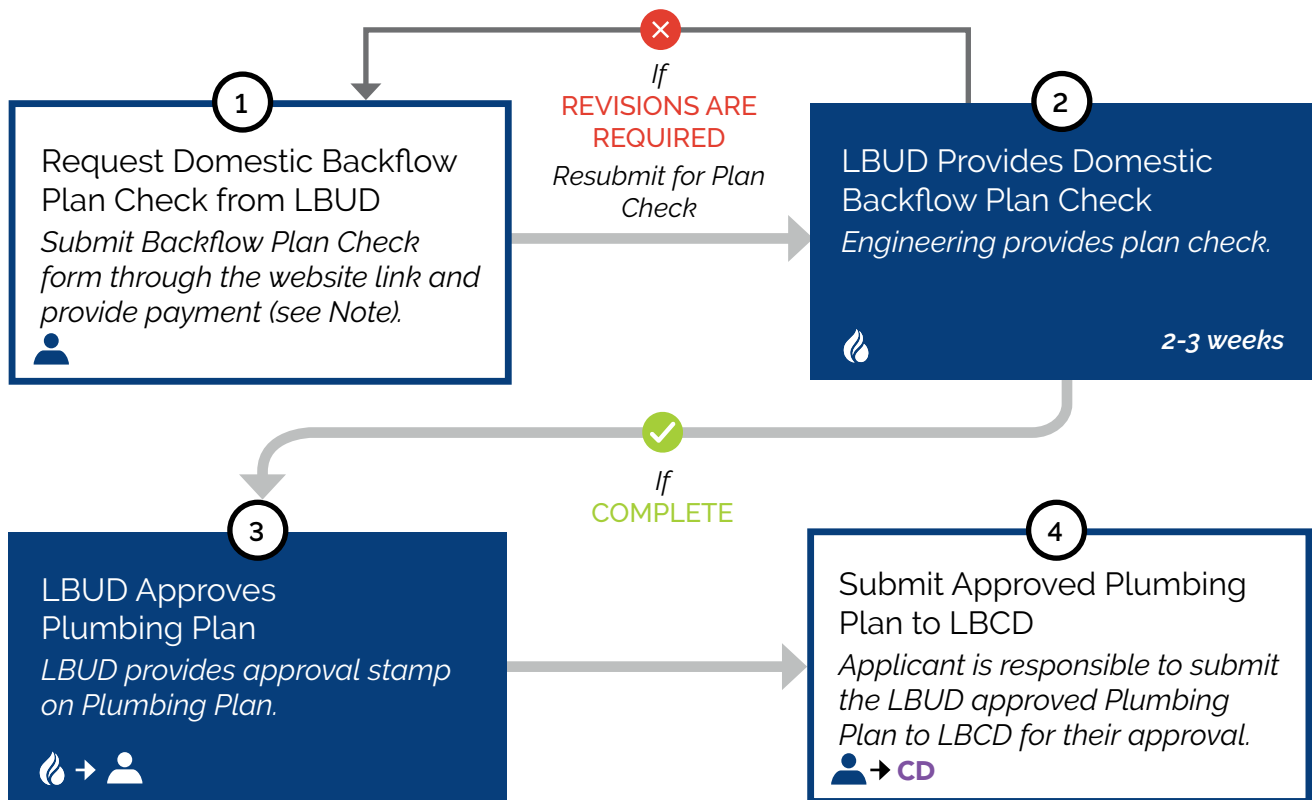 1
Request Domestic Backflow
Plan Check from LBUD
Submit Backflow Plan Check
form through the website link and
provide payment (see Note).
If
REVISIONS ARE
REQUIRED
Resubmit for Plan
Check
2
LBUD Provides Domestic
Backflow Plan Check
Engineering provides plan check.
2-3 weeks
If
COMPLETE
3
LBUD Approves
Plumbing Plan
LBUD provides approval stamp
on Plumbing Plan.
4
Submit Approved Plumbing
Plan to LBCD
Applicant is responsible to submit
the LBUD approved Plumbing
Plan to LBCD for their approval.
CD